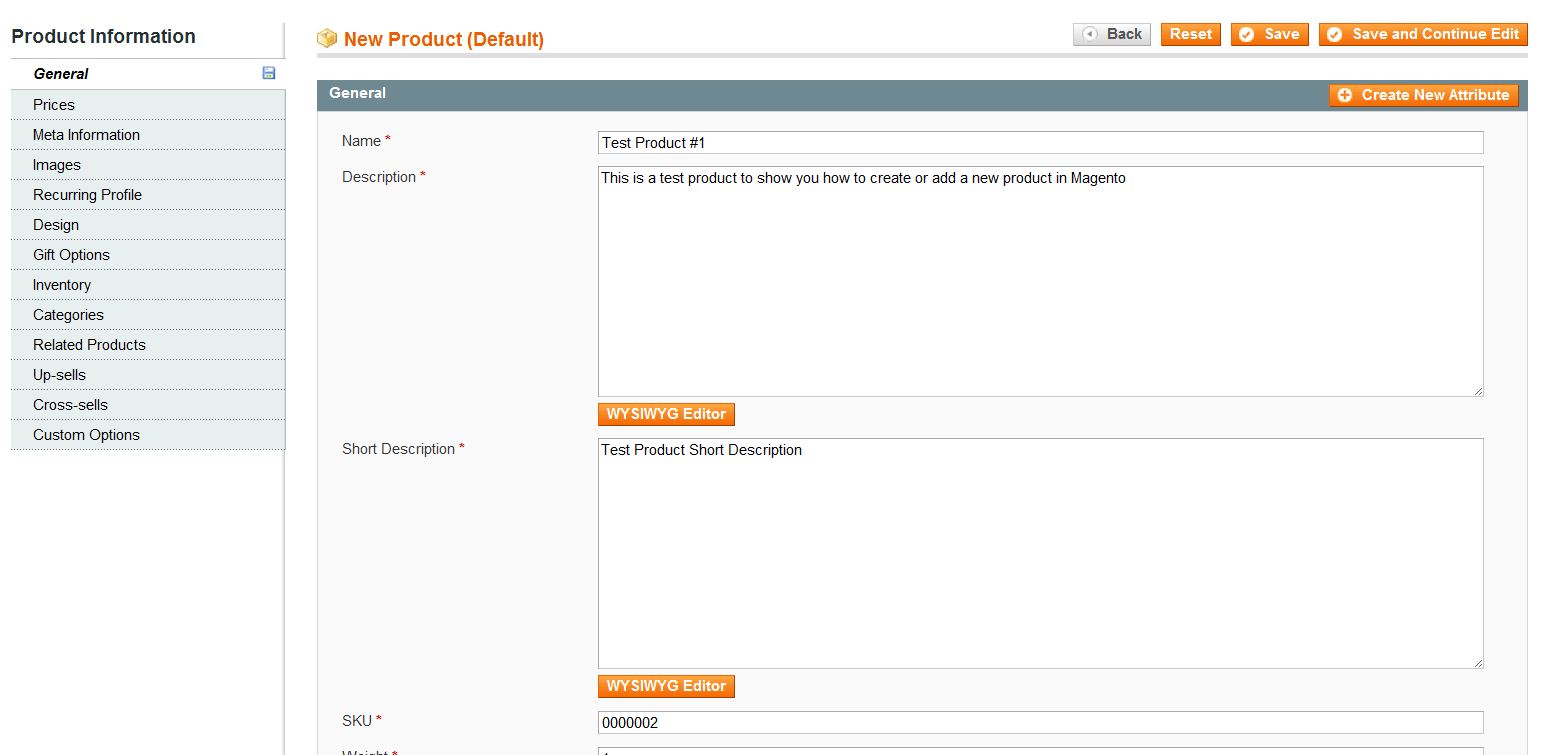 Product Information
General
Prices
Meta Information
Images
Recurring Profile
Design
Gift Options
Inventory
Categories
Related Products
Up-sells
Cross-sells
Custom Options
New Product (Default)
Back Reset Save Save and Continue Edit
General Create New Attribute
Name * Test Product #1
Description * This is a test product to show you how to create or add a new product in Magento
WYSIWYG Editor
Short Description * Test Product Short Description
WYSIWYG Editor
SKU * 0000002
Weight *